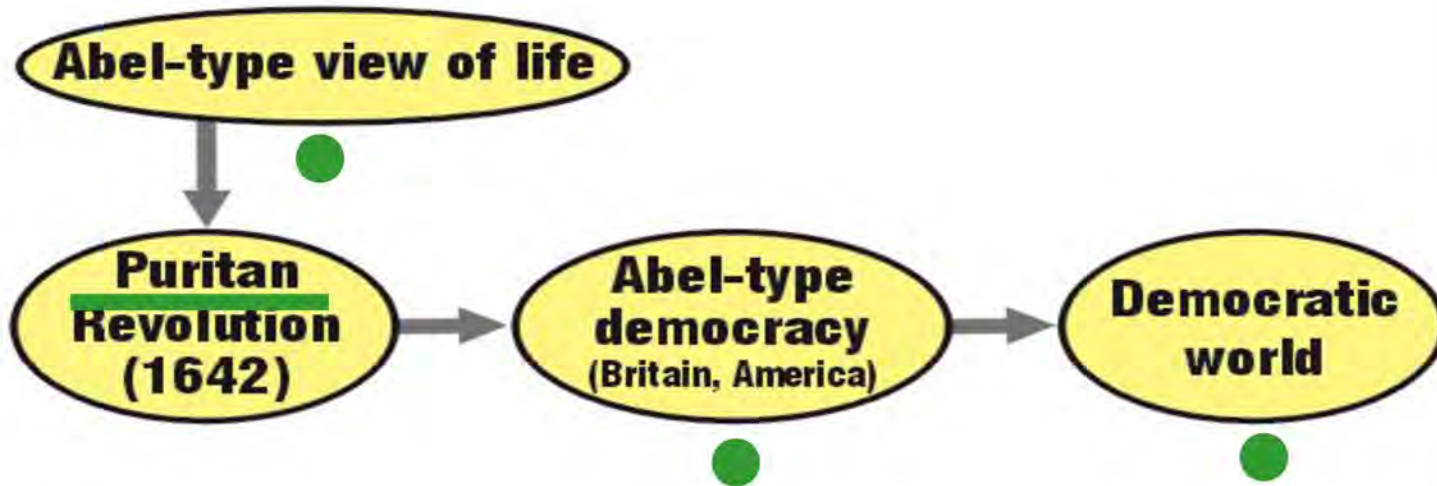 Abel-type view of life
Puritan
Revolution
(1642)
Abel-type
democracy
(Britain, America)
Democratic
world